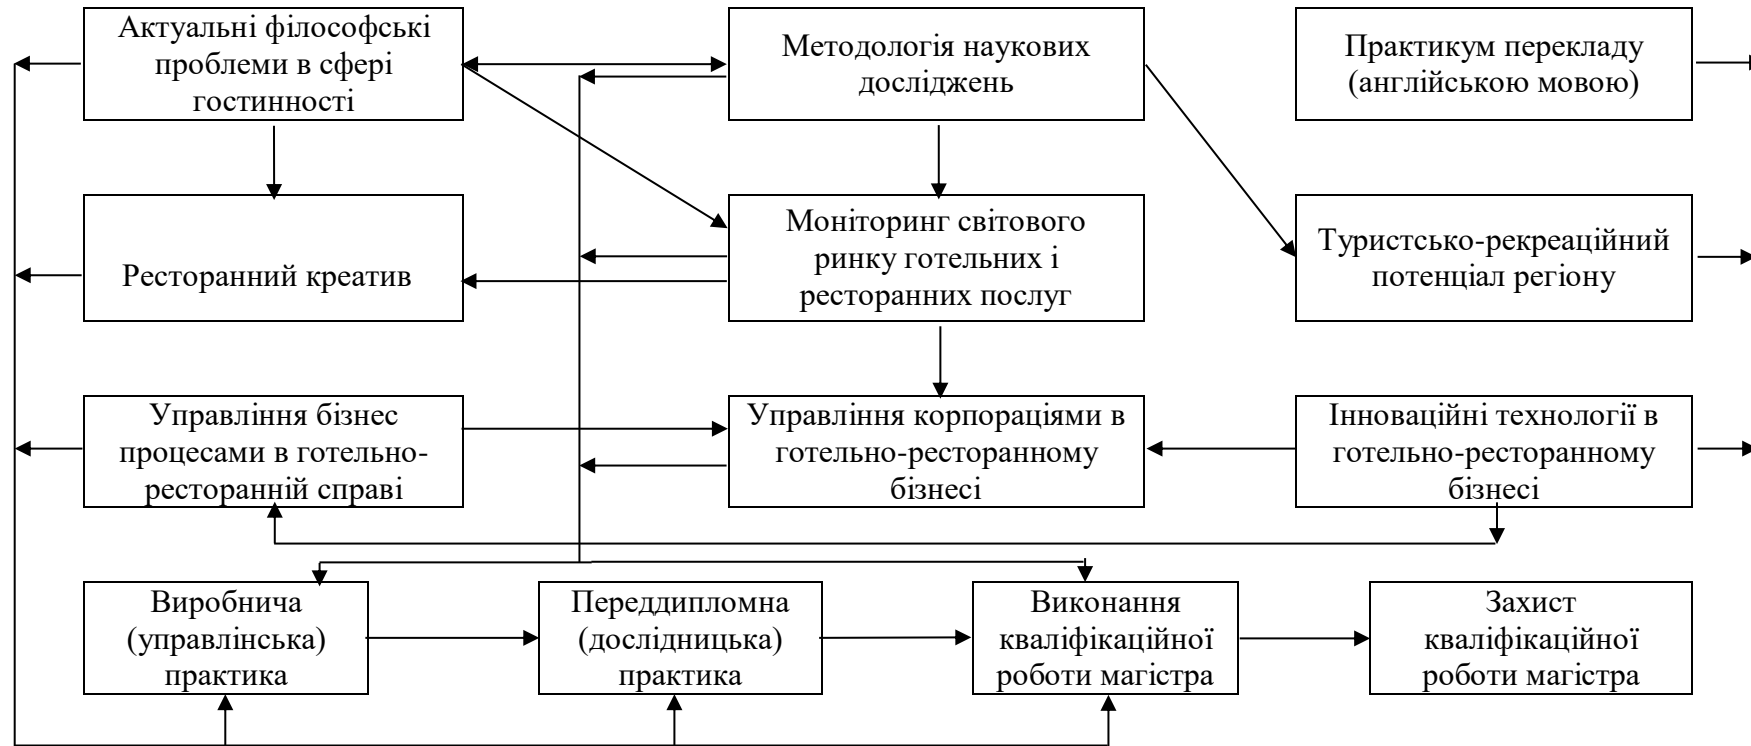 Актуальні філософські
проблеми в сфері
гостинності
Методологія наукових
досліджень
Практикум перекладу
(англійською мовою)
Ресторанний креатив
Моніторинг світового
ринку готельних і
ресторанних послуг
Туристсько-рекреаційний
потенціал регіону
Управління бізнес
процесами в готельно-
ресторанній справі
Управління корпораціями в
готельно-ресторанному
бізнесі
Інноваційні технології в
готельно-ресторанному
бізнесі
Виробнича
(управлінська)
практика
Переддипломна
(дослідницька)
практика
Виконання
кваліфікаційної
роботи магістра
Захист
кваліфікаційної
роботи магістра